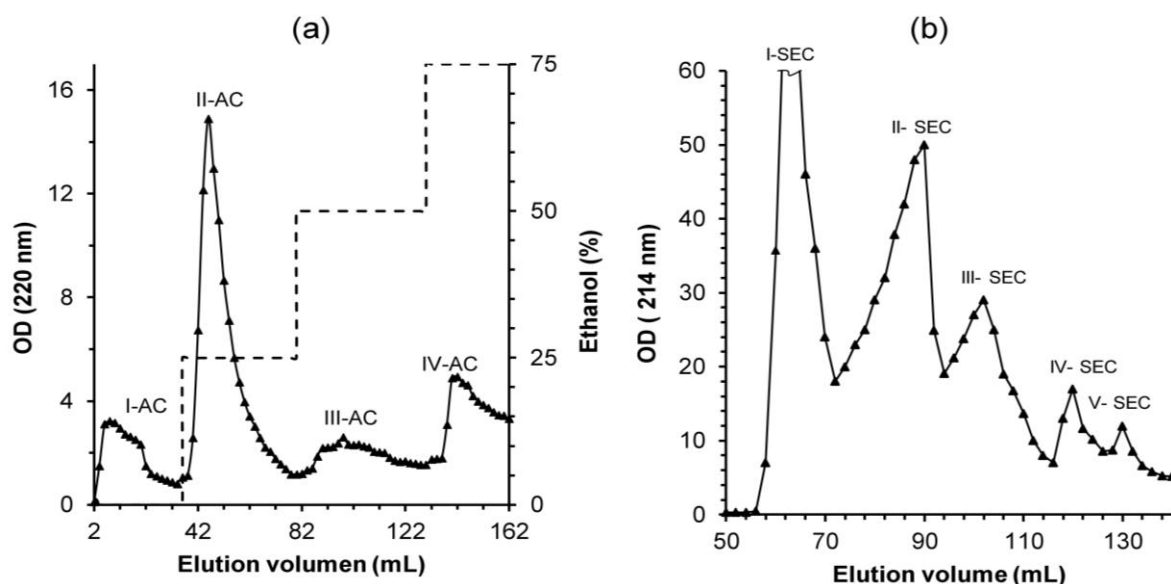 (a)
OD (220 nm)
16
12
8
4
0
I-AC
II-AC
III-AC
IV-AC
75
50
25
0
Ethanol (%)
2
42
82
122
162
Elution volumen (mL)
(b)
OD ( 214 nm)
60
50
40
30
20
10
0
I-SEC
II- SEC
III- SEC
IV- SEC
V- SEC
50
70
90
110
130
Elution volume (mL)